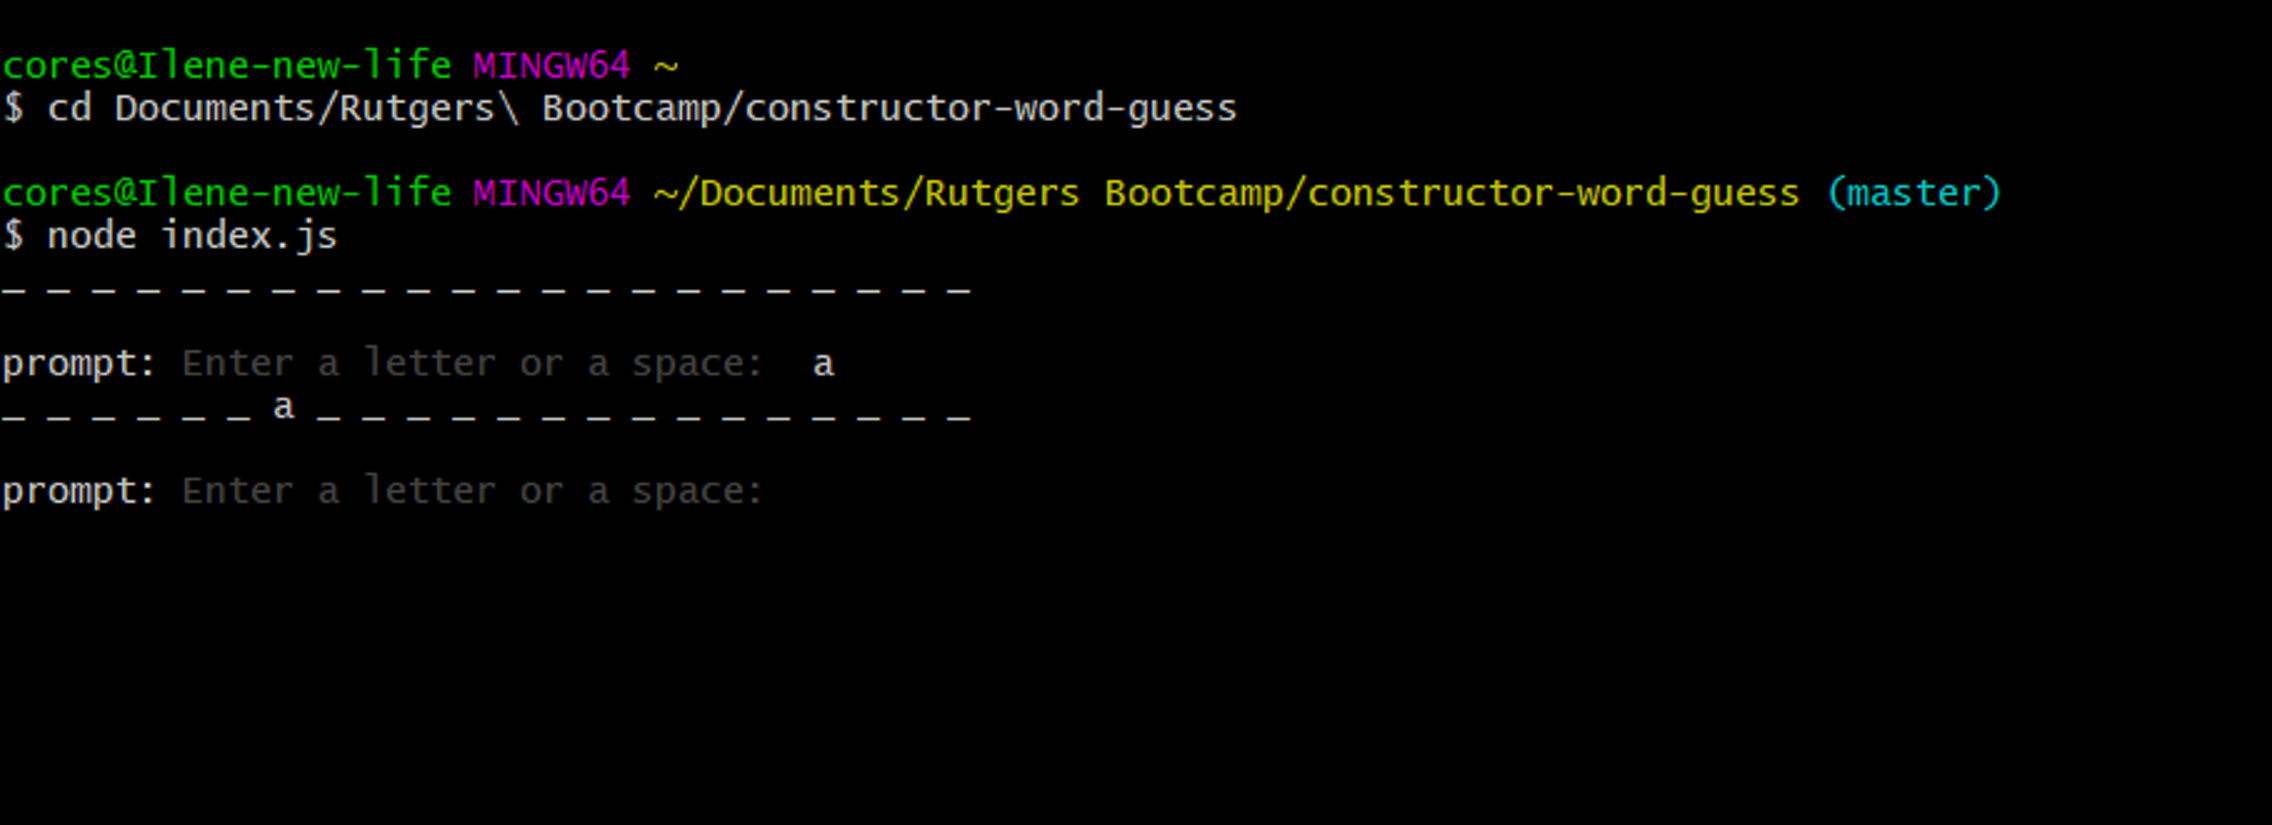 cores@Ilene-new-life MINGW64 ~
$ cd Documents/Rutgers\ Bootcamp/constructor-word-guess
cores@Ilene-new-life MINGW64 ~/Documents/Rutgers Bootcamp/constructor-word-guess (master)
$ node index.js
_ _ _ _ _ _ _ _ _ _ _ _ _ _ _ _ _ _ _ _ _ _
prompt: Enter a letter or a space:  a
_ _ _ _ _ _ a _ _ _ _ _ _ _ _ _ _ _ _ _ _ _
prompt: Enter a letter or a space: